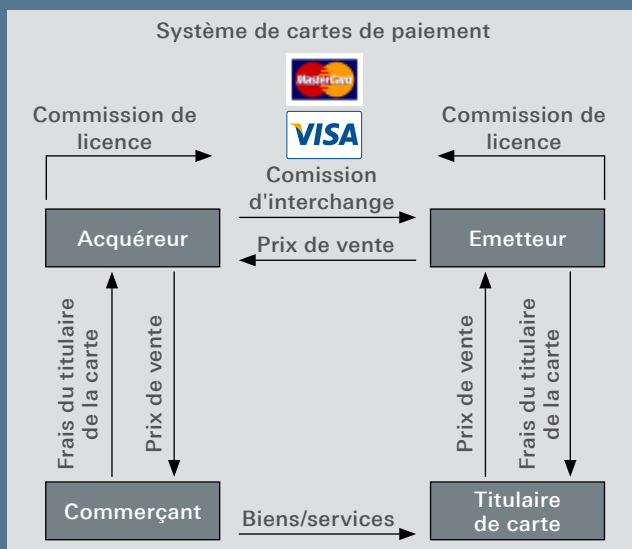 Système de cartes de paiement
MasterCard
VISA
Commission de
licence
Commission de
licence
Comission
d'interchange
Acquéreur
Emetteur
Prix de vente
Frais du titulaire
de la carte
Prix de vente
Prix de vente
Frais du titulaire
de la carte
Commerçant
Biens/services
Titulaire
de carte